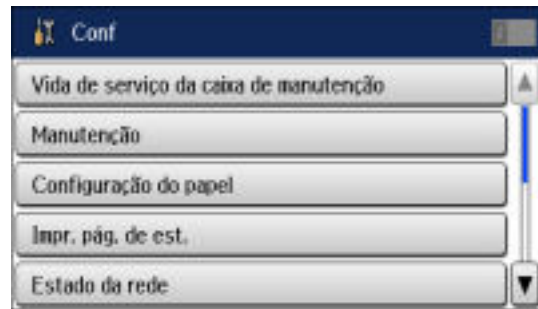 Conf
Vida de serviço da caixa de manutenção
Manutenção
Configuração do papel
Impr. pág. de est.
Estado da rede